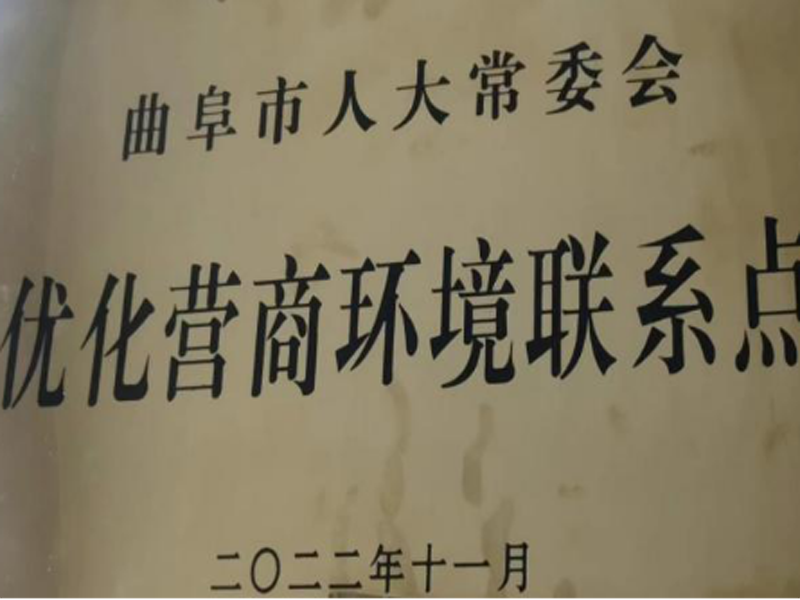 曲阜市人大常委会
优化营商环境联系点
二〇二二年十一月